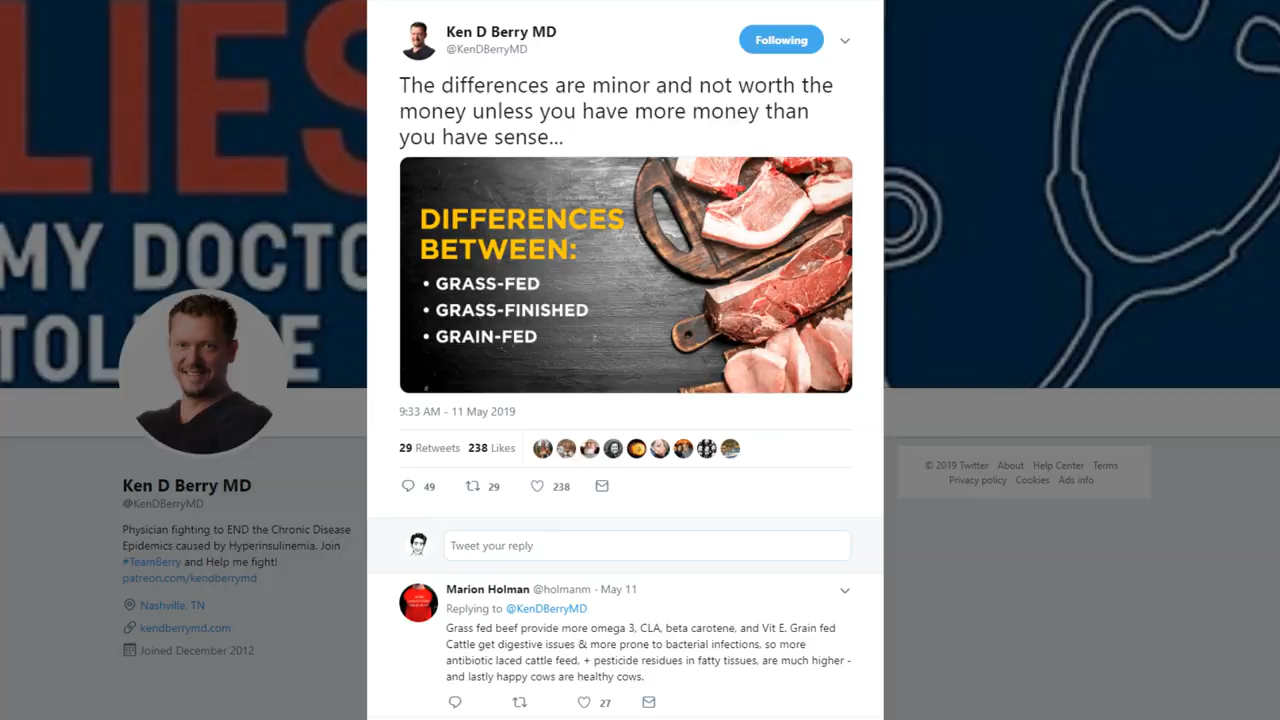 LIES
MY DOCTO
TOL ME
Ken D Berry MD
@KenDBerryMD
Following
The differences are minor and not worth the
money unless you have more money than
you have sense...
DIFFERENCES
BETWEEN:
• GRASS-FED
• GRASS-FINISHED
• GRAIN-FED
9:33 AM - 11 May 2019
29 Retweets 238 Likes
49 29 238
Tweet your reply
Marion Holman @holmanm · May 11
Replying to @KenDBerryMD
Grass fed beef provide more omega 3, CLA, beta carotene, and Vit E. Grain fed
Cattle get digestive issues & more prone to bacterial infections, so more
antibiotic laced cattle feed, + pesticide residues in fatty tissues, are much higher -
and lastly happy cows are healthy cows.
27
Ken D Berry MD
@KenDBerryMD
Physician fighting to END the Chronic Disease
Epidemics caused by Hyperinsulinemia. Join
#TeamBerry and Help me fight!
patreon.com/kendberrymd
Nashville, TN
kendberrymd.com
Joined December 2012
© 2019 Twitter About Help Center Terms
Privacy policy Cookies Ads info